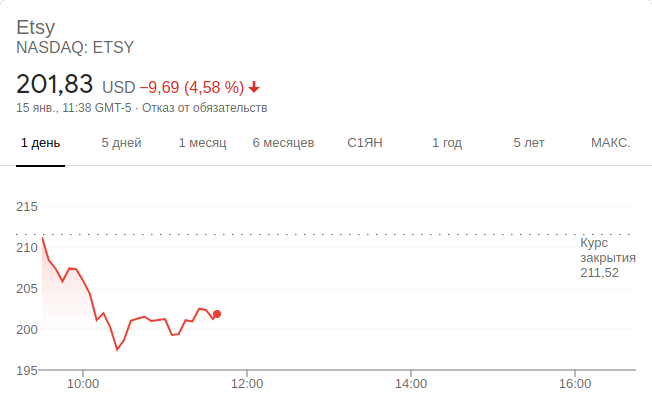 Etsy
NASDAQ: ETSY
201,83 USD −9,69 (4,58 %)
15 янв., 11:38 GMT-5 · Отказ от обязательств
1 день 5 дней 1 месяц 6 месяцев С1ЯН 1 год 5 лет МАКС.
215
210
205
200
195
Курс
закрытия
211,52
10:00 12:00 14:00 16:00